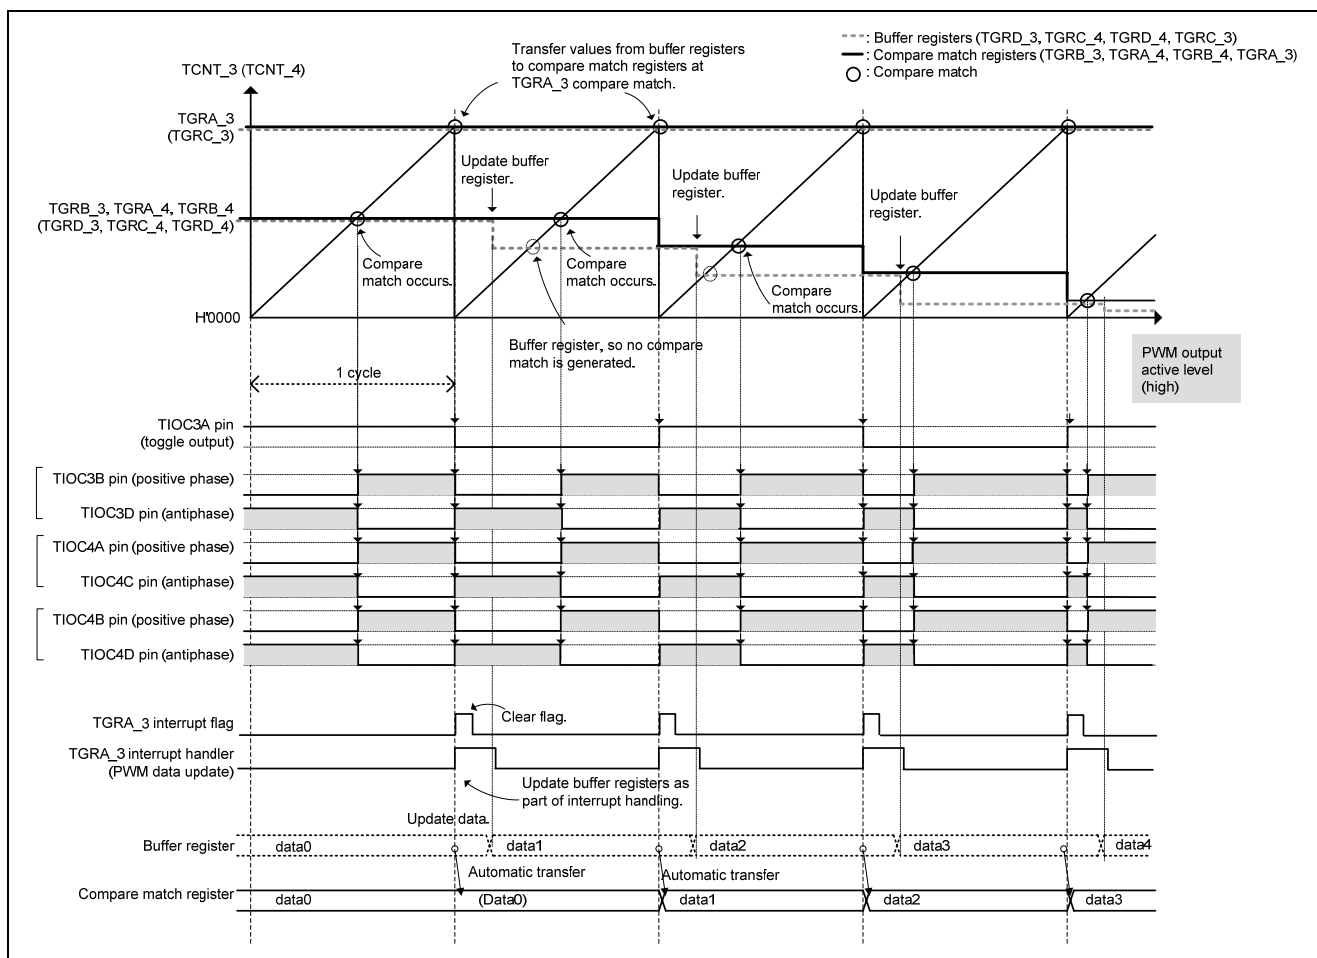 Transfer values from buffer registers
to compare match registers at
TGRA_3 compare match.
: Buffer registers (TGRD_3, TGRC_4, TGRD_4, TGRC_3)
: Compare match registers (TGRB_3, TGRA_4, TGRB_4, TGRA_3)
: Compare match
TCNT_3 (TCNT_4)
TGRA_3
(TGRC_3)
Update buffer
register.
Update buffer
register.
Update buffer
register.
TGRB_3, TGRA_4, TGRB_4
(TGRD_3, TGRC_4, TGRD_4)
Compare
match occurs.
Compare
match occurs.
Compare
match occurs.
H'0000
Buffer register, so no compare
match is generated.
PWM output
active level
(high)
1 cycle
TIOC3A pin
(toggle output)
TIOC3B pin (positive phase)
TIOC3D pin (antiphase)
TIOC4A pin (positive phase)
TIOC4C pin (antiphase)
TIOC4B pin (positive phase)
TIOC4D pin (antiphase)
TGRA_3 interrupt flag
Clear flag.
TGRA_3 interrupt handler
(PWM data update)
Update buffer registers as
part of interrupt handling.
Update data.
Buffer register
data0
data1
data2
data3
data4
Automatic transfer
Automatic transfer
Compare match register
data0
(Data0)
data1
data2
data3